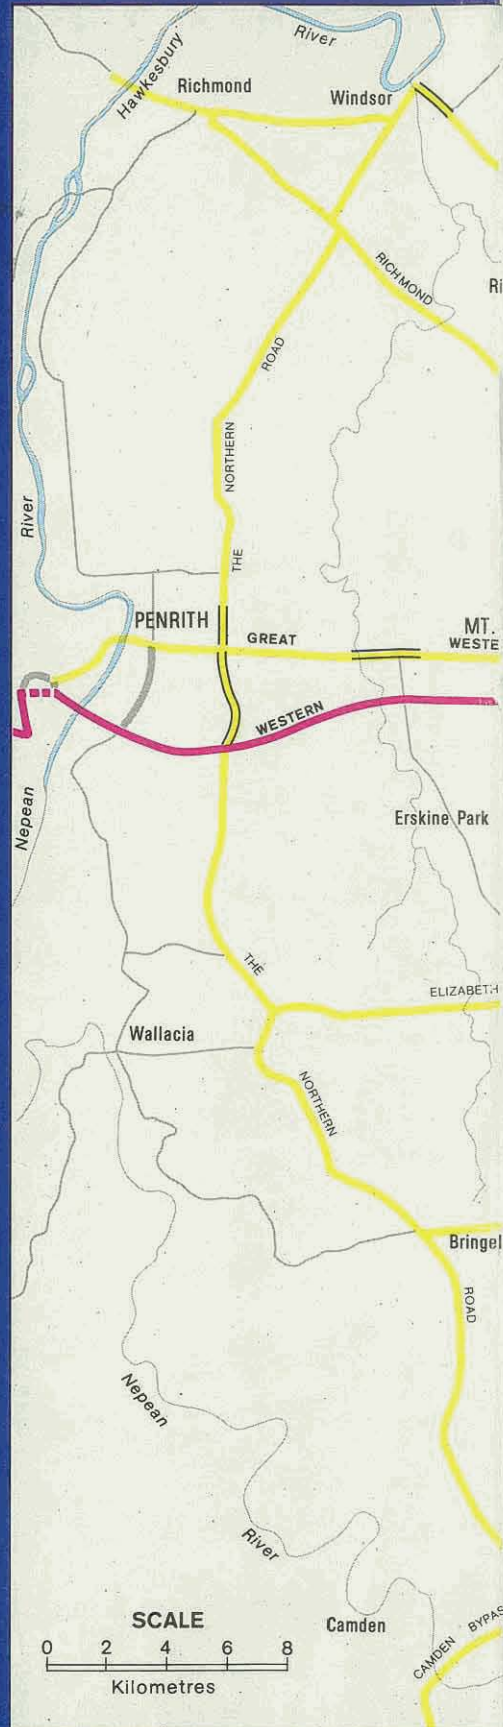 River
Hawkesbury
Richmond
Windsor
RICHMOND
Ri
ROAD
NORTHERN
River
THE
PENRITH
GREAT
MT.
WESTE
WESTERN
Nepean
Erskine Park
THE
ELIZABETH
Wallacia
NORTHERN
Bringel
ROAD
Nepean
River
SCALE
0 2 4 6 8
Kilometres
Camden
CAMDEN BYPAS